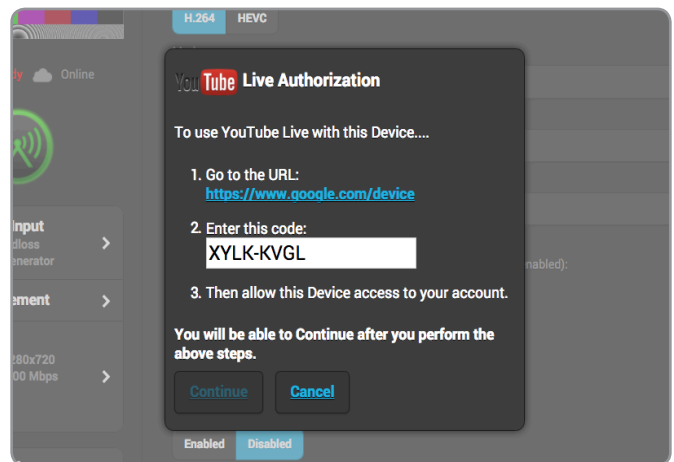 H.264 HEVC
dy Online
YouTube Live Authorization
To use YouTube Live with this Device....
1. Go to the URL:
https://www.google.com/device
2. Enter this code:
XYLK-KVGL
3. Then allow this Device access to your account.
You will be able to Continue after you perform the
above steps.
Continue Cancel
Input
dloss
enerator
ement
280x720
00 Mbps
nabled):
Enabled Disabled